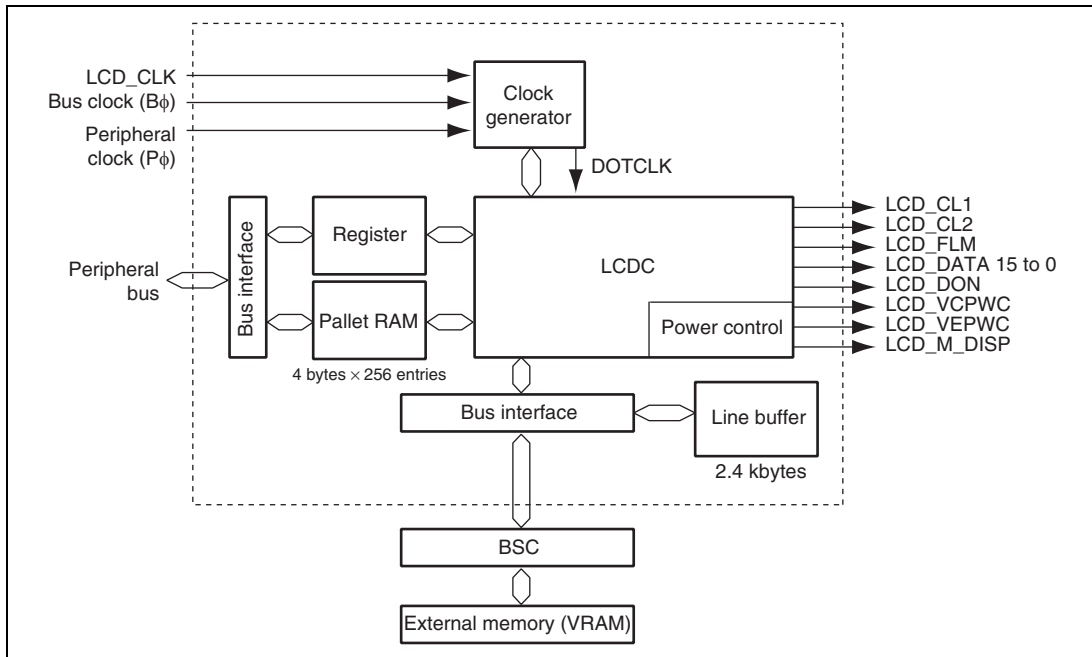 LCD_CLK
Bus clock (Bϕ)
Peripheral
clock (Pϕ)
Clock
generator
DOTCLK
Peripheral
bus
Bus interface
Register
Pallet RAM
4 bytes × 256 entries
LCDC
Power control
LCD_CL1
LCD_CL2
LCD_FLM
LCD_DATA 15 to 0
LCD_DON
LCD_VCPWC
LCD_VEPWC
LCD_M_DISP
Bus interface
Line buffer
2.4 kbytes
BSC
External memory (VRAM)